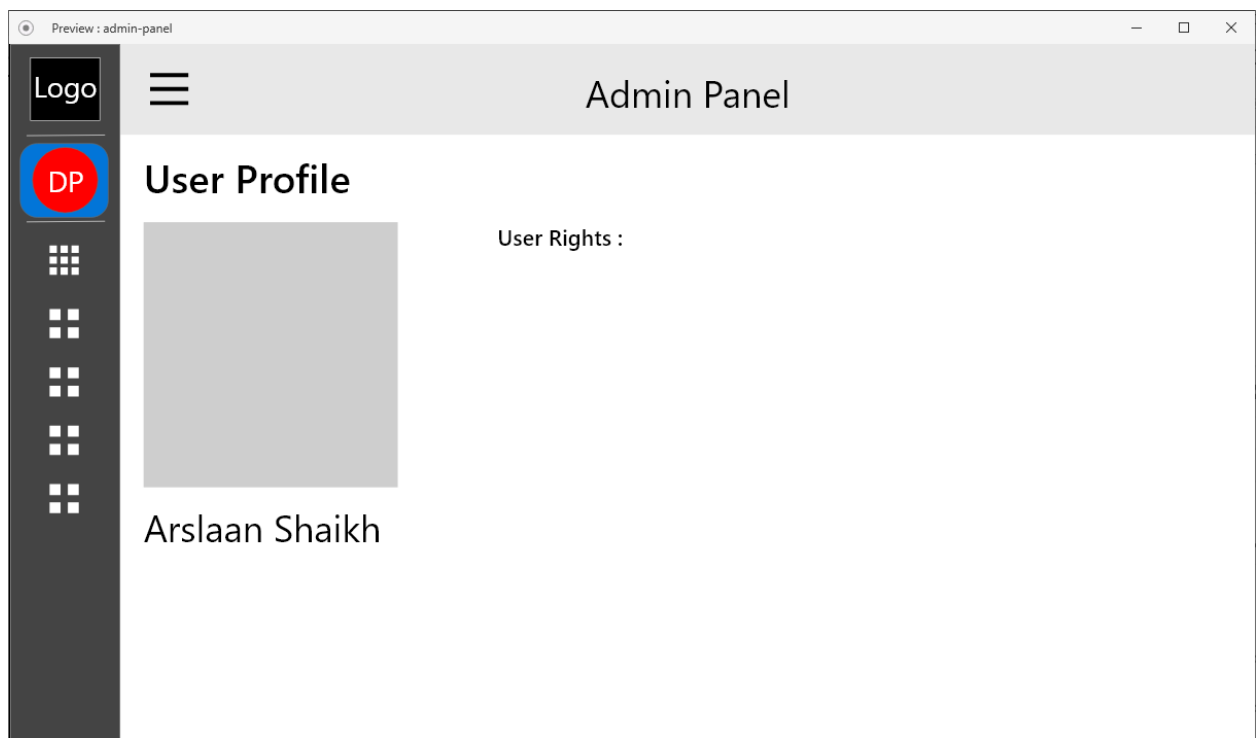 Preview : admin-panel
Logo
Admin Panel
DP
User Profile
User Rights :
Arslaan Shaikh